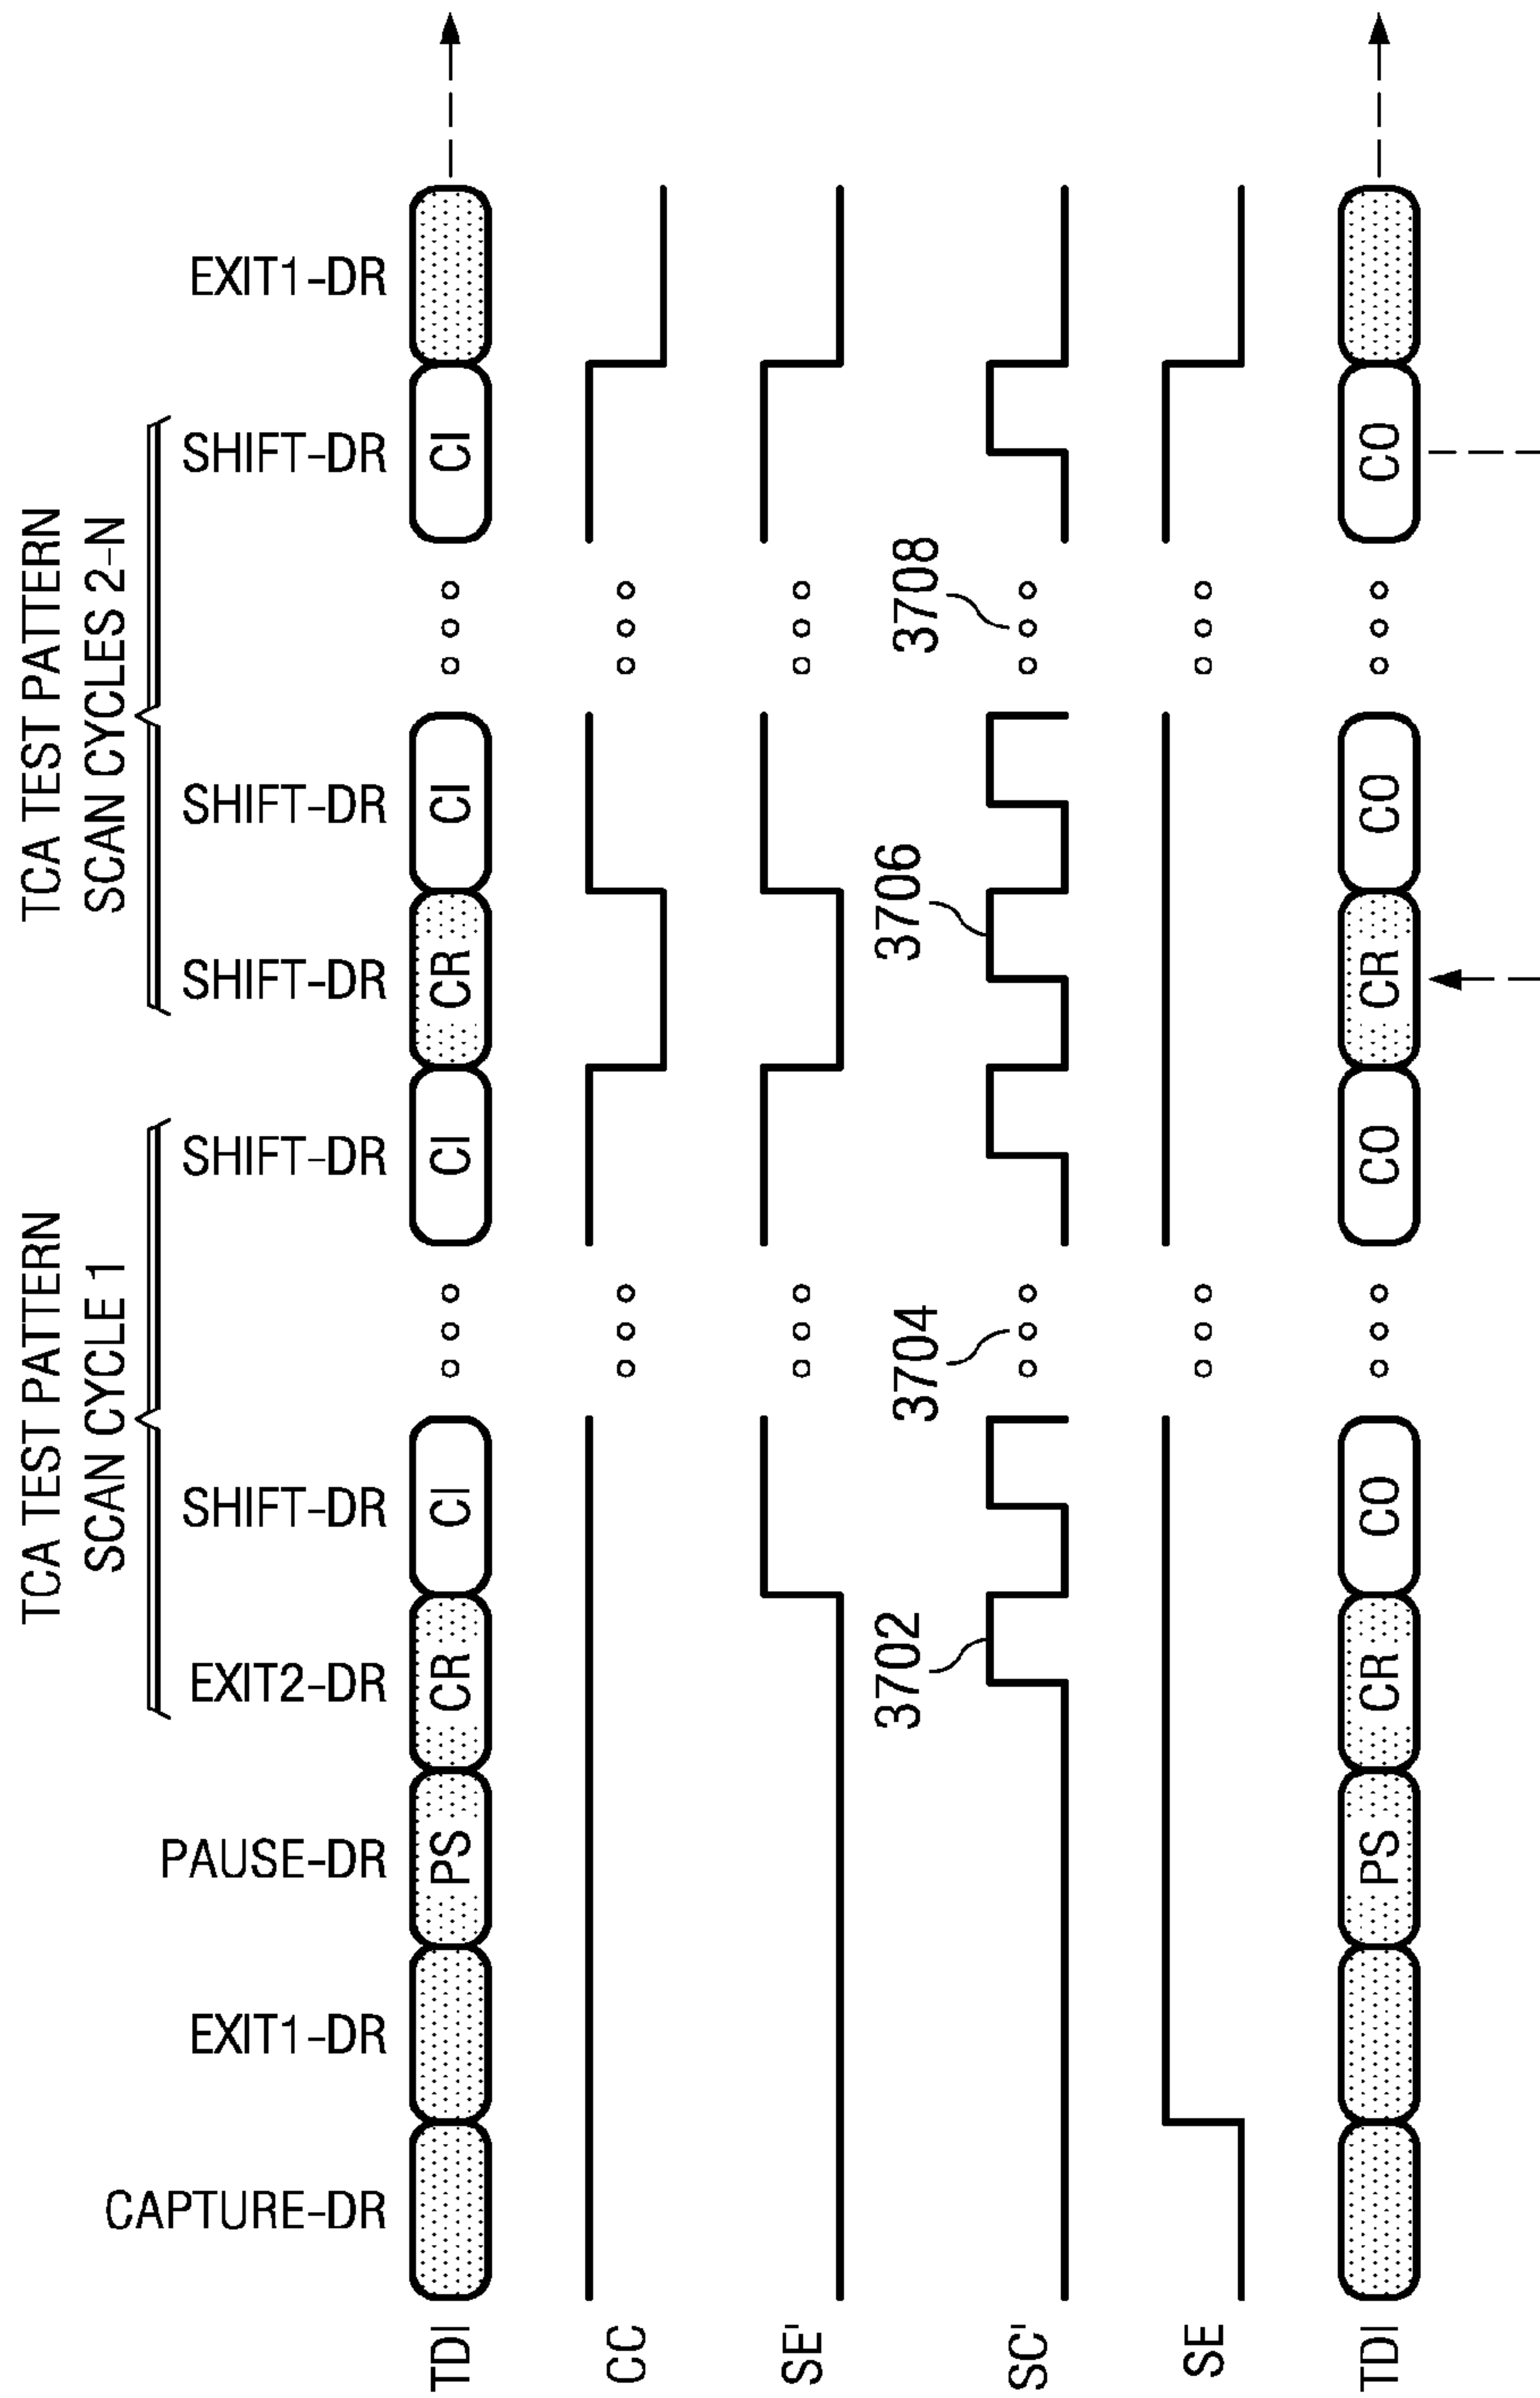 TCA TEST PATTERN
SCAN CYCLE 1
TCA TEST PATTERN
SCAN CYCLES 2-N
CAPTURE-DR
EXIT1-DR
PAUSE-DR
EXIT2-DR
SHIFT-DR
SHIFT-DR
SHIFT-DR
SHIFT-DR
SHIFT-DR
EXIT1-DR
TDI
PS
CR
CI
CI
CR
CI
CI
CC
SE'
3702
3704
3706
3708
SC'
SE
TDI
PS
CR
CO
CO
CR
CO
CO